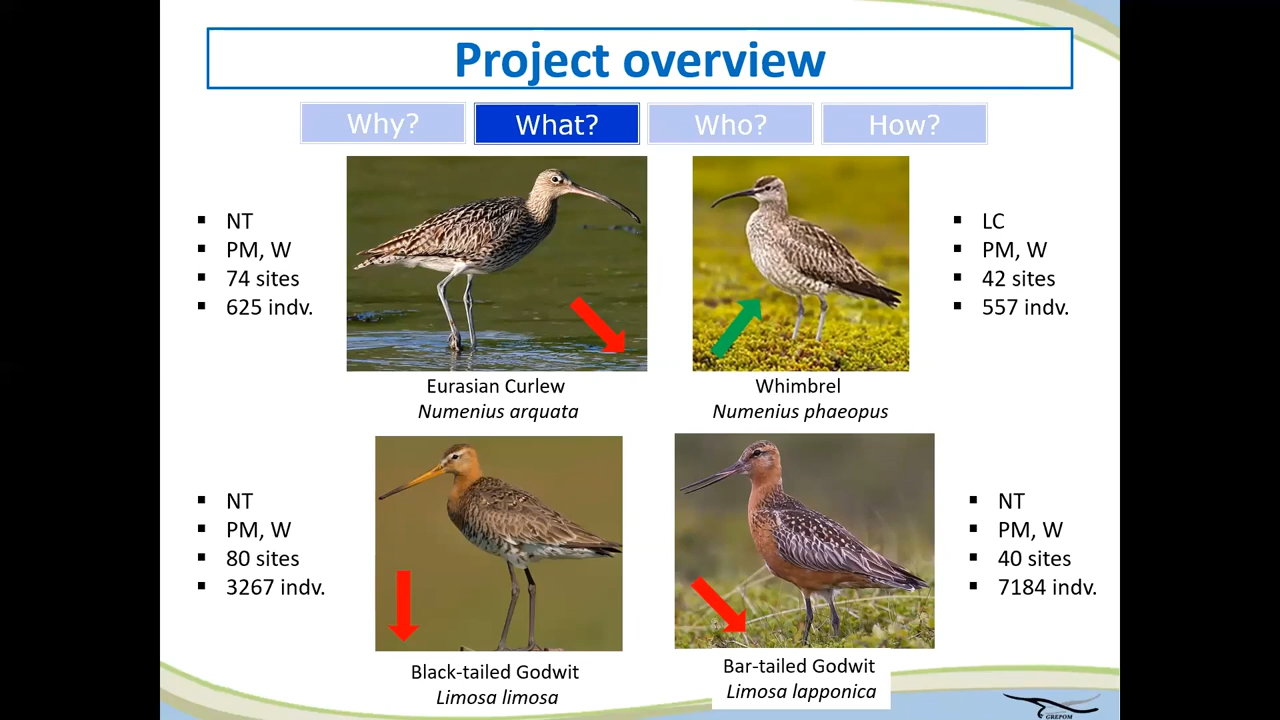 Project overview
Why?
What?
Who?
How?
▪ NT
▪ PM, W
▪ 74 sites
▪ 625 indv.
Eurasian Curlew
Numenius arquata
▪ LC
▪ PM, W
▪ 42 sites
▪ 557 indv.
Whimbrel
Numenius phaeopus
▪ NT
▪ PM, W
▪ 80 sites
▪ 3267 indv.
Black-tailed Godwit
Limosa limosa
▪ NT
▪ PM, W
▪ 40 sites
▪ 7184 indv.
Bar-tailed Godwit
Limosa lapponica
GREPOM